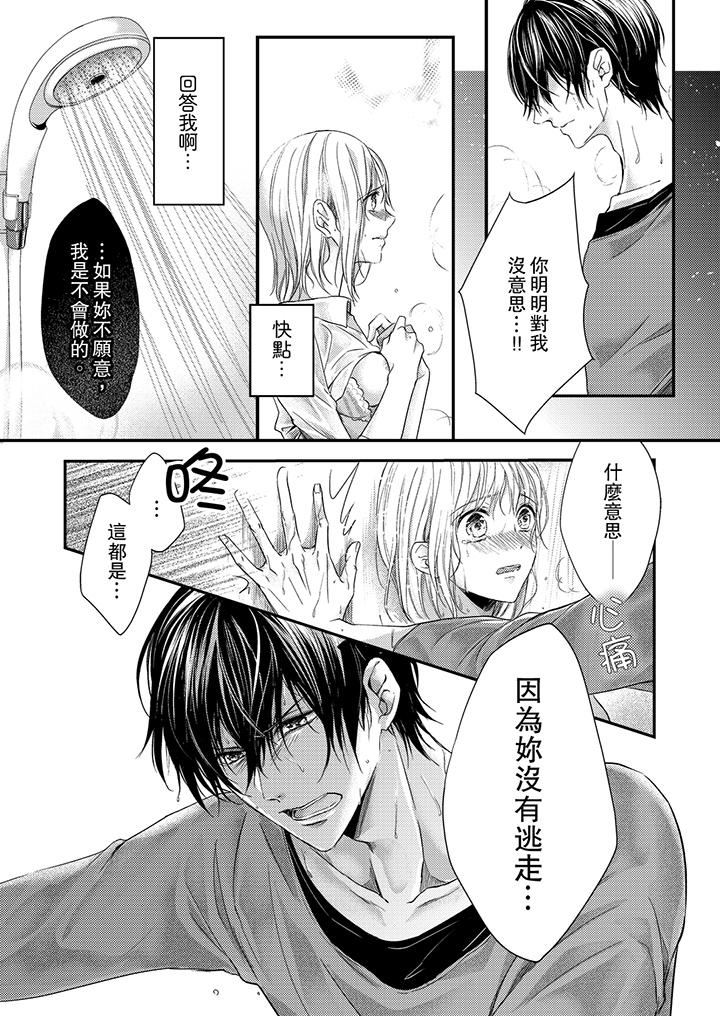 你明明對我
沒意思…!!
快點…
回答我啊…
…如果妳不願意，
我是不會做的。
什麼意思——
心痛
咚
…
這都是…
因為妳沒有逃走…